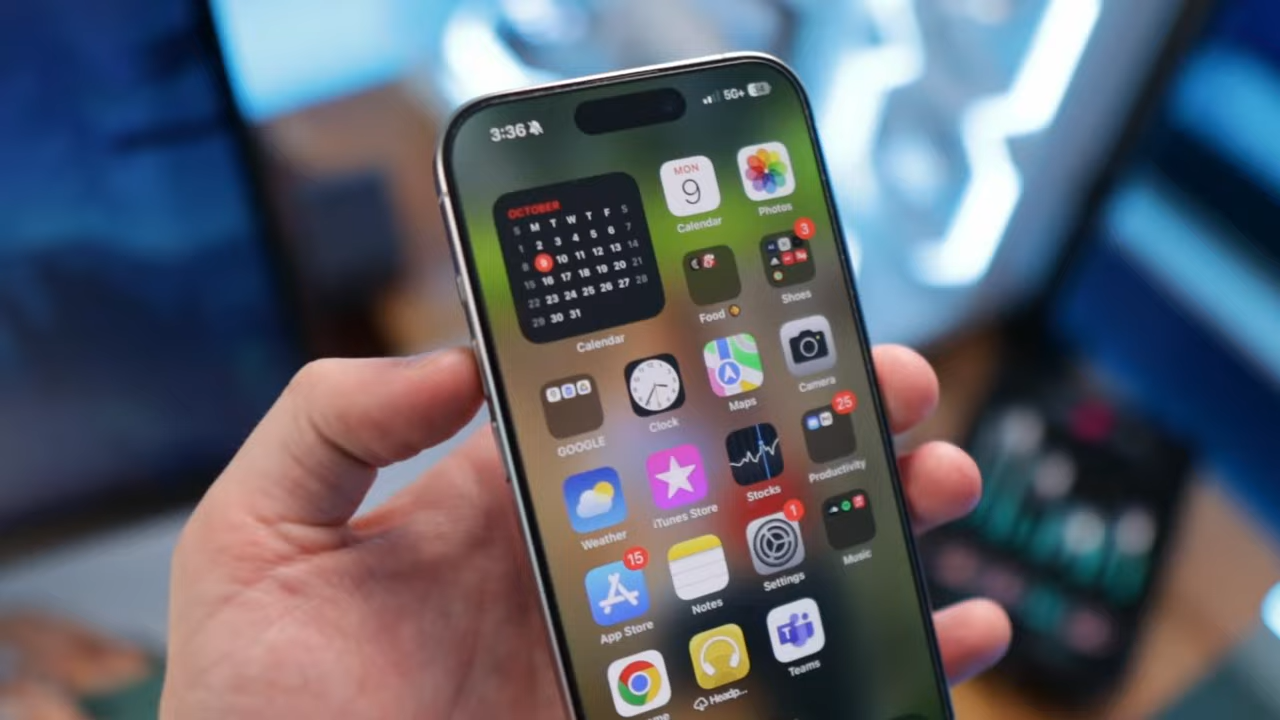 3:36
5G+
OCTOBER
S M T W T F S
1 2 3 4 5 6 7
8 9 10 11 12 13 14
15 16 17 18 19 20 21
22 23 24 25 26 27 28
29 30 31
Calendar
MON
9
Calendar
Photos
Food
3
Shoes
GOOGLE
Clock
Maps
Camera
Weather
iTunes Store
Stocks
25
Productivity
15
App Store
Notes
1
Settings
Music
Headp...
T
Teams